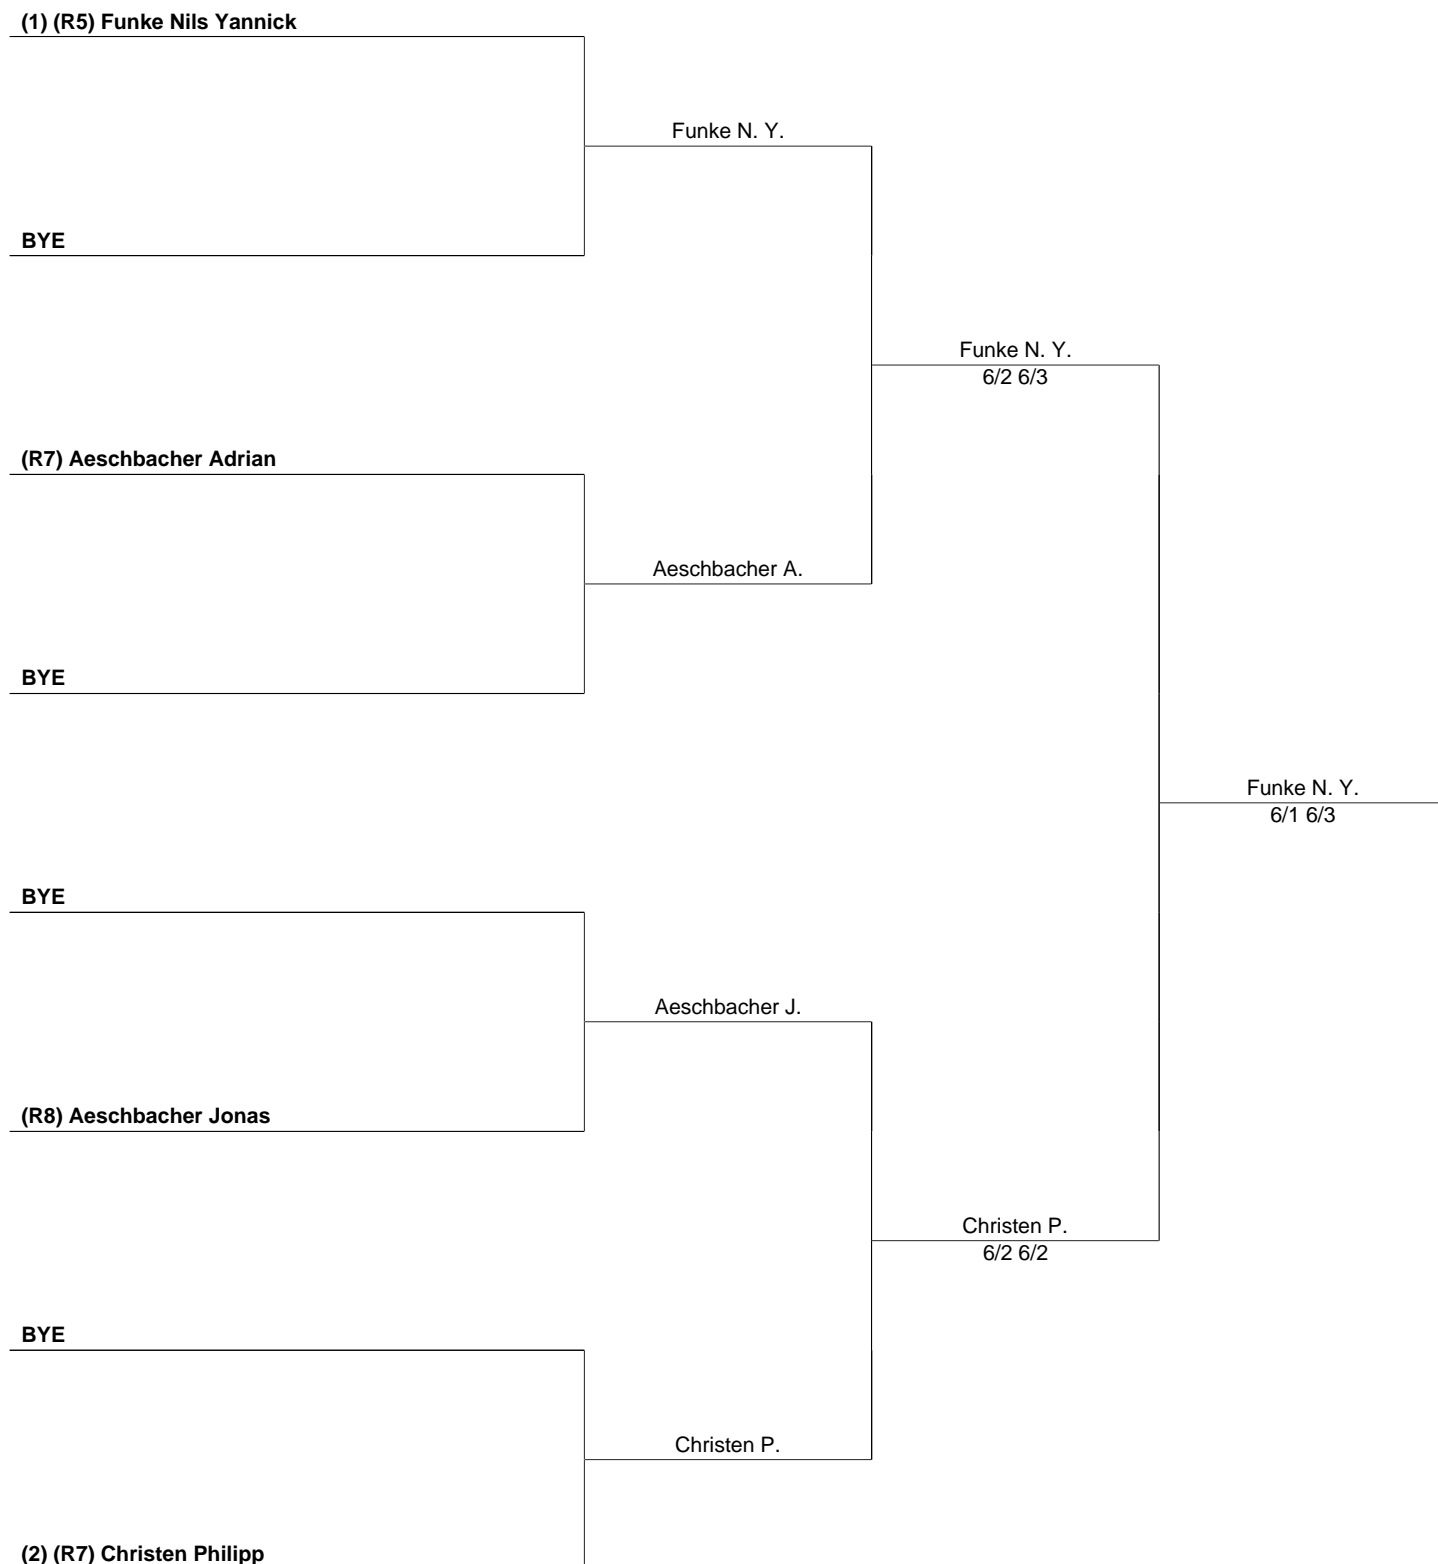 (1) (R5) Funke Nils Yannick
Funke N. Y.
BYE
Funke N. Y.
6/2 6/3
(R7) Aeschbacher Adrian
Aeschbacher A.
BYE
Funke N. Y.
6/1 6/3
BYE
Aeschbacher J.
(R8) Aeschbacher Jonas
Christen P.
6/2 6/2
BYE
Christen P.
(2) (R7) Christen Philipp